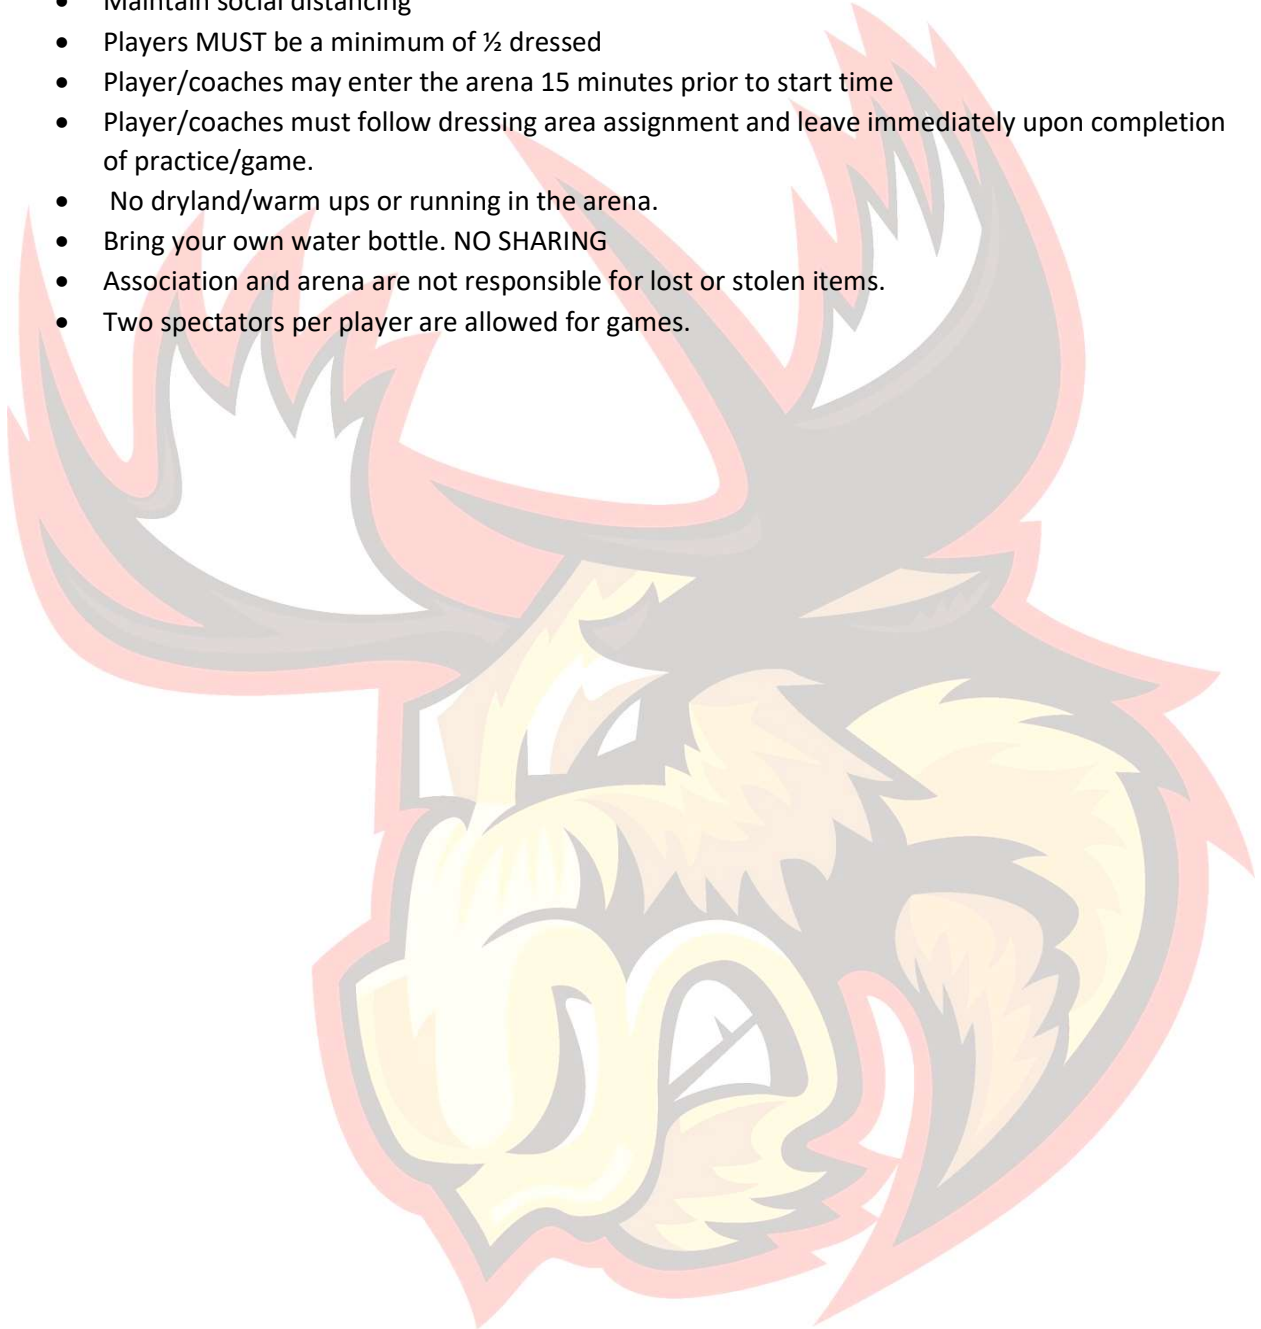 • Maintain social distancing
• Players MUST be a minimum of ½ dressed
• Player/coaches may enter the arena 15 minutes prior to start time
• Player/coaches must follow dressing area assignment and leave immediately upon completion
of practice/game.
• No dryland/warm ups or running in the arena.
• Bring your own water bottle. NO SHARING
• Association and arena are not responsible for lost or stolen items.
• Two spectators per player are allowed for games.